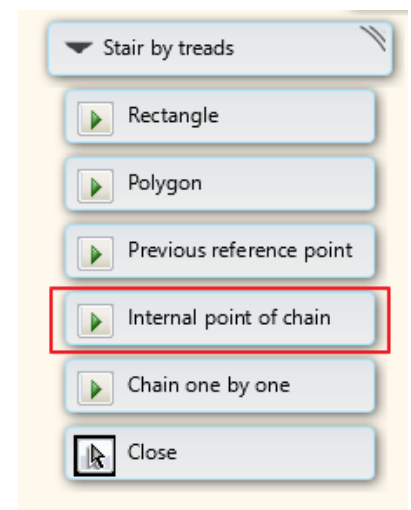 Stair by treads
Rectangle
Polygon
Previous reference point
Internal point of chain
Chain one by one
Close